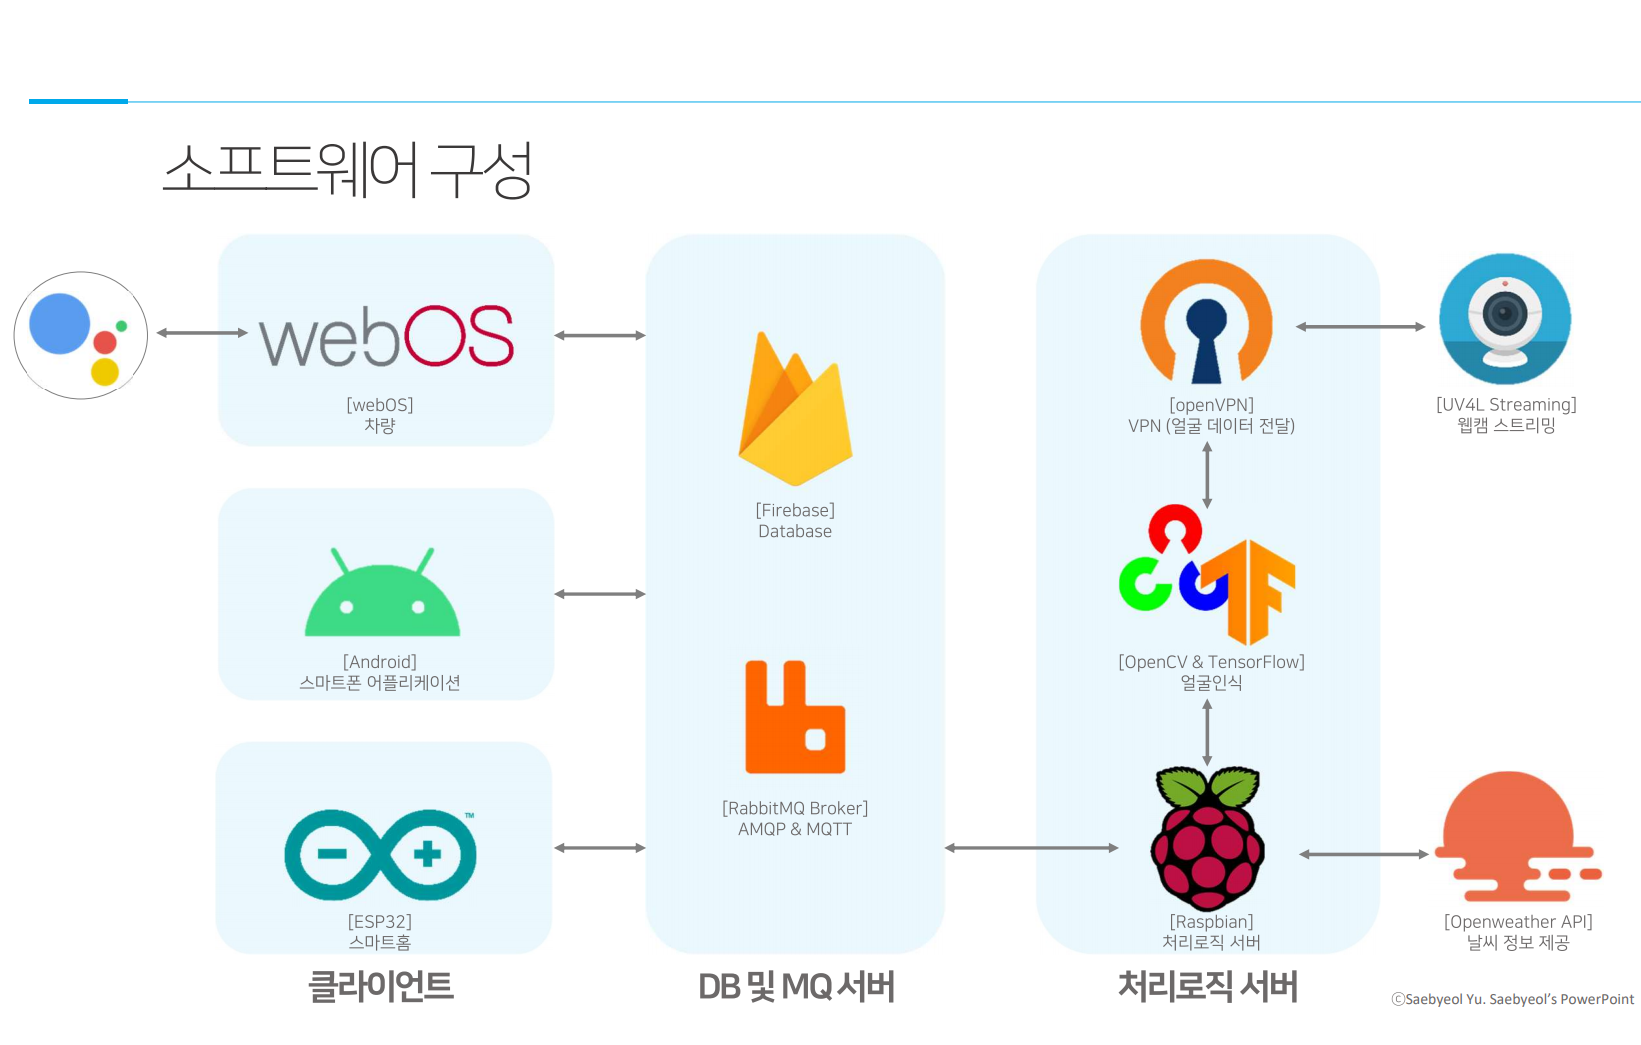 소프트웨어 구성
webOS
[webOS]
차량
[Android]
스마트폰 어플리케이션
TM
[ESP32]
스마트홈
클라이언트
[Firebase]
Database
[RabbitMQ Broker]
AMQP & MQTT
DB 및 MQ 서버
[openVPN]
VPN (얼굴 데이터 전달)
[OpenCV & TensorFlow]
얼굴인식
[Raspbian]
처리로직 서버
처리로직 서버
[UV4L Streaming]
웹캠 스트리밍
[Openweather API]
날씨 정보 제공
ⓒSaebyeol Yu. Saebyeol’s PowerPoint